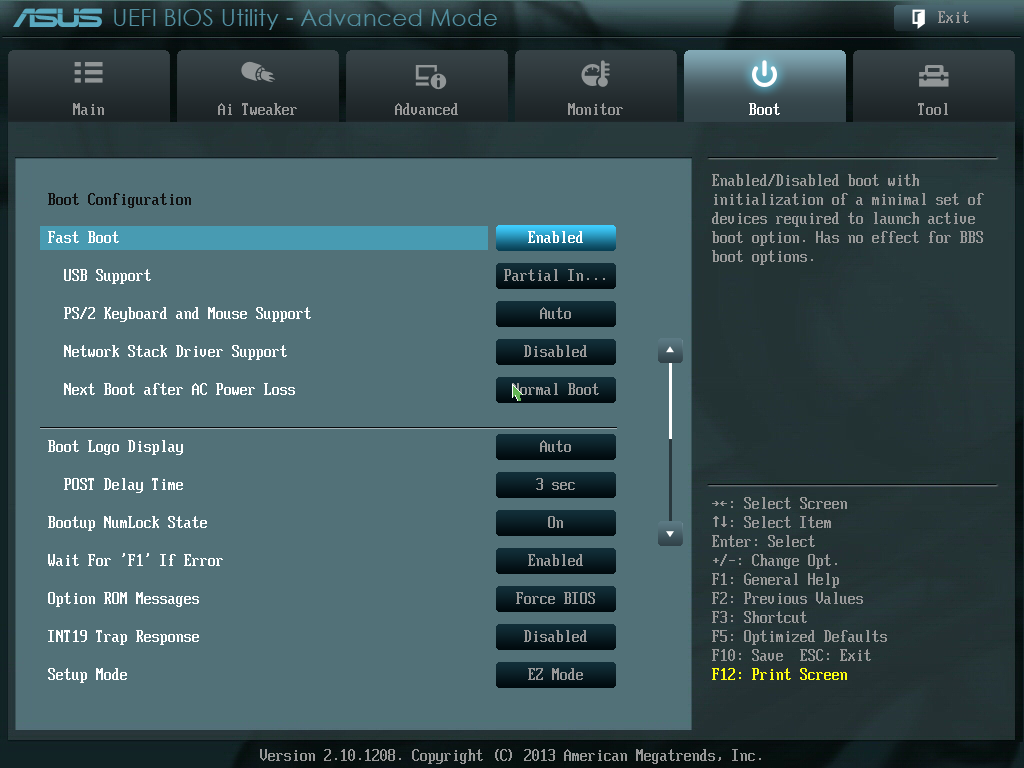 ASUS UEFI BIOS Utility - Advanced Mode
Exit
Main
Ai Tweaker
Advanced
Monitor
Boot
Tool
Boot Configuration
Fast Boot Enabled
USB Support Partial In...
PS/2 Keyboard and Mouse Support Auto
Network Stack Driver Support Disabled
Next Boot after AC Power Loss Normal Boot
Boot Logo Display Auto
POST Delay Time 3 sec
Bootup NumLock State On
Wait For 'F1' If Error Enabled
Option ROM Messages Force BIOS
INT19 Trap Response Disabled
Setup Mode EZ Mode
Enabled/Disabled boot with
initialization of a minimal set of
devices required to launch active
boot option. Has no effect for BBS
boot options.
→←: Select Screen
↑↓: Select Item
Enter: Select
+/-: Change Opt.
F1: General Help
F2: Previous Values
F3: Shortcut
F5: Optimized Defaults
F10: Save  ESC: Exit
F12: Print Screen
Version 2.10.1208. Copyright (C) 2013 American Megatrends, Inc.